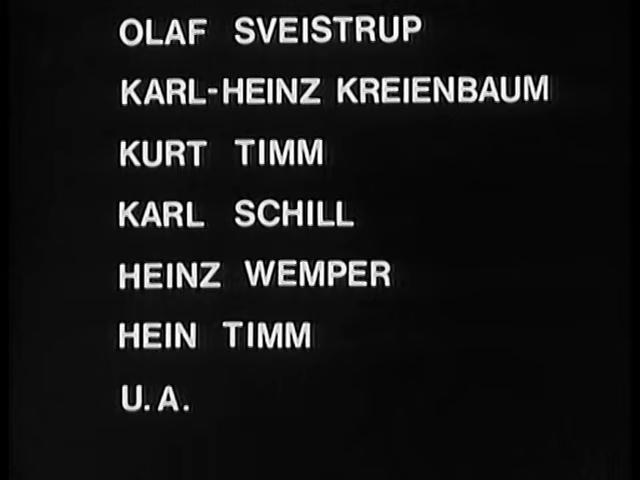 OLAF SVEISTRUP
KARL-HEINZ KREIENBAUM
KURT TIMM
KARL SCHILL
HEINZ WEMPER
HEIN TIMM
U.A.